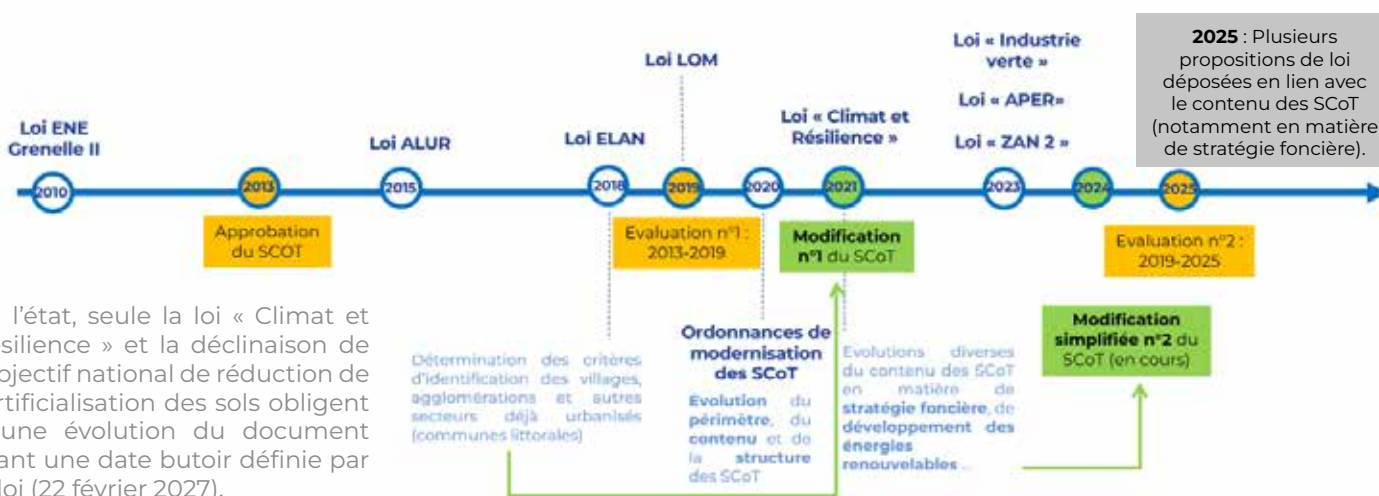 Loi ENE
Grenelle II
Loi ALUR
Loi ELAN
Loi LOM
Loi « Climat et
Résilience »
Loi « Industrie
verte »
Loi « APER»
Loi « ZAN 2 »
2025 : Plusieurs
propositions de loi
déposées en lien avec
le contenu des SCoT
(notamment en matière
de stratégie foncière).
2010
2013
2015
2018
2019
2020
2021
2023
2024
2025
Approbation
du SCOT
Evaluation n°1 :
2013-2019
Modification
n°1 du SCoT
Evaluation n°2 :
2019-2025
l'état, seule la loi « Climat et
silience » et la déclinaison de
bjectif national de réduction de
rtificialisation des sols obligent
une évolution du document
ant une date butoir définie par
loi (22 février 2027).
Détermination des critères
d'identification des villages,
agglomérations et autres
secteurs déjà urbanisés
(communes littorales)
Ordonnances de
modernisation
des SCoT
Evolution du
périmètre, du
contenu et de
la structure
des SCoT
Evolutions diverses
du contenu des SCoT
en matière de
stratégie foncière, de
développement des
énergies
renouvelables...
Modification
simplifiée n°2 du
SCoT (en cours)